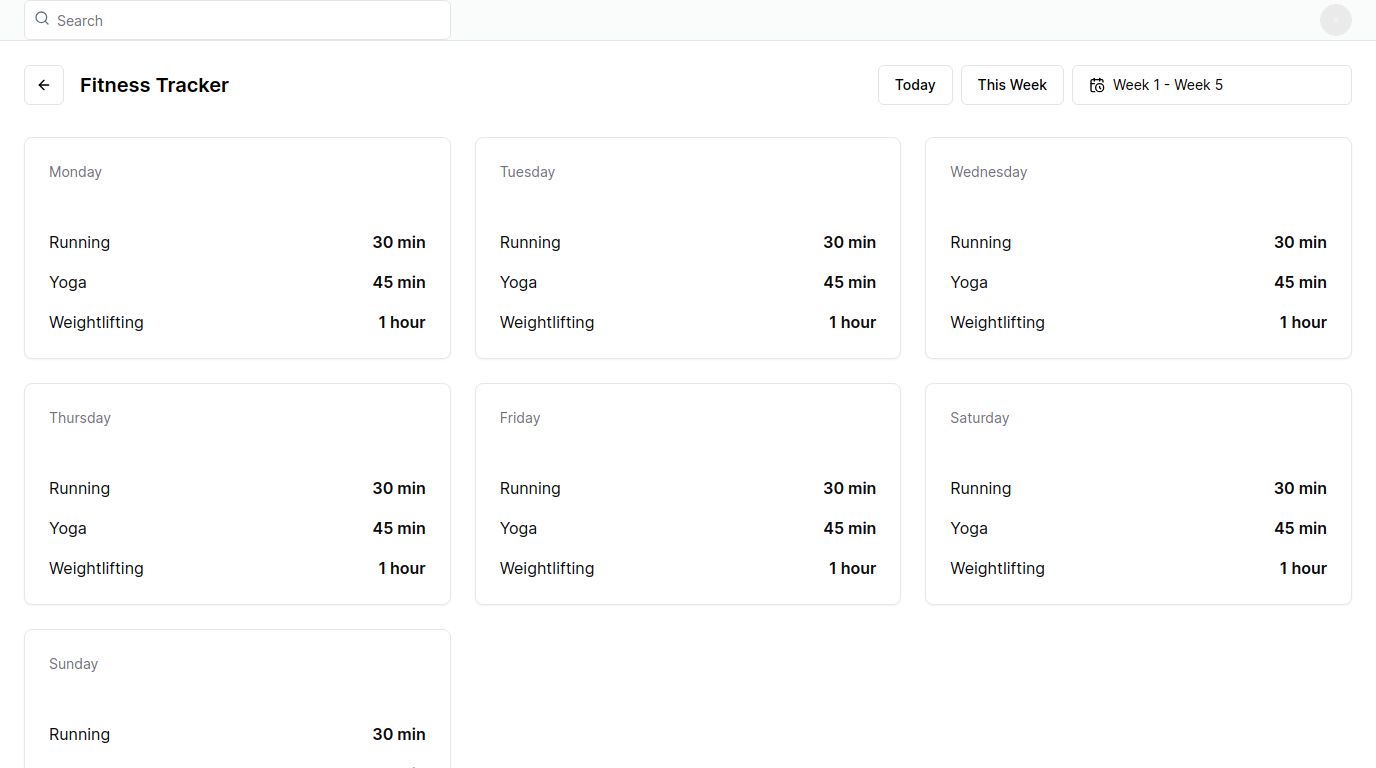 Search
Fitness Tracker
Today
This Week
Week 1 - Week 5
Monday
Running 30 min
Yoga 45 min
Weightlifting 1 hour
Tuesday
Running 30 min
Yoga 45 min
Weightlifting 1 hour
Wednesday
Running 30 min
Yoga 45 min
Weightlifting 1 hour
Thursday
Running 30 min
Yoga 45 min
Weightlifting 1 hour
Friday
Running 30 min
Yoga 45 min
Weightlifting 1 hour
Saturday
Running 30 min
Yoga 45 min
Weightlifting 1 hour
Sunday
Running 30 min